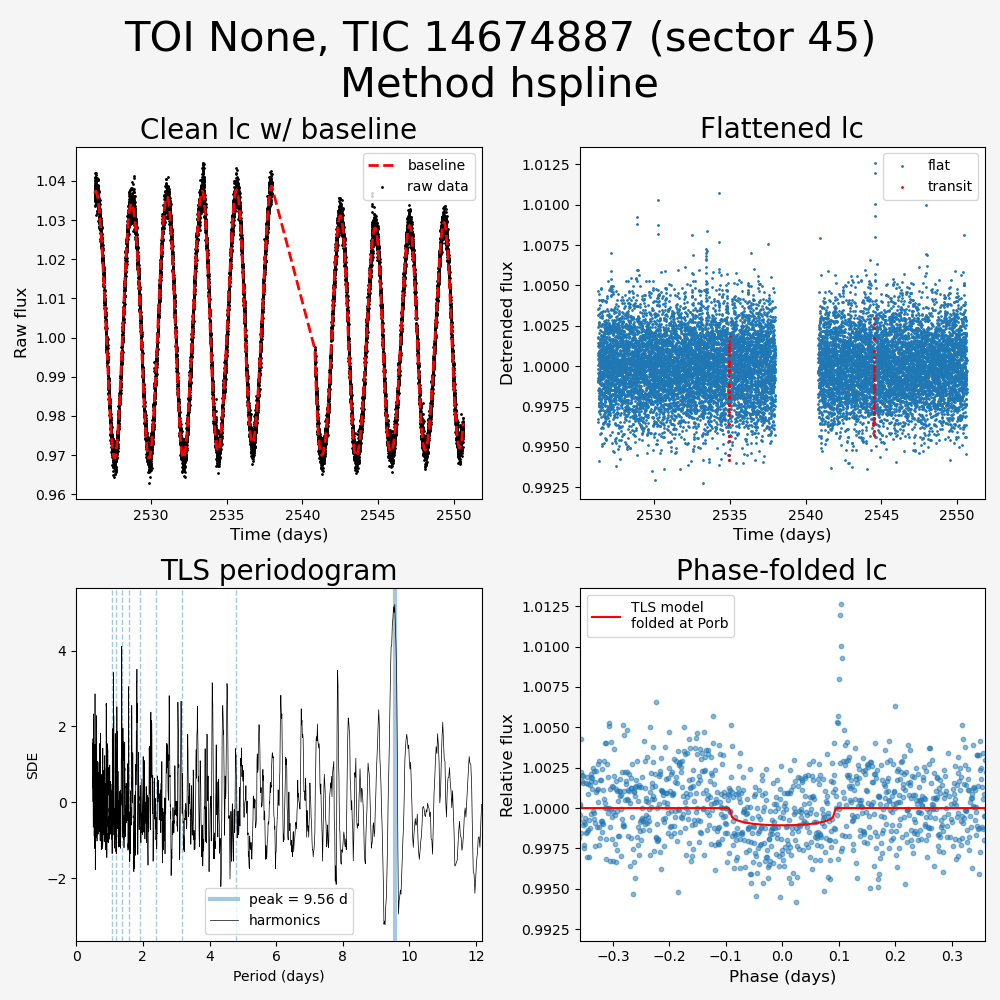 TOI None, TIC 14674887 (sector 45)
Method hspline
Clean lc w/ baseline
baseline
raw data
Raw flux
1.04
1.03
1.02
1.01
1.00
0.99
0.98
0.97
0.96
2530
2535
2540
2545
2550
Time (days)
Flattened lc
flat
transit
Detrended flux
1.0125
1.0100
1.0075
1.0050
1.0025
1.0000
0.9975
0.9950
0.9925
2530
2535
2540
2545
2550
Time (days)
TLS periodogram
SDE
4
2
0
−2
peak = 9.56 d
harmonics
0
2
4
6
8
10
12
Period (days)
Phase-folded lc
TLS model
folded at Porb
Relative flux
1.0125
1.0100
1.0075
1.0050
1.0025
1.0000
0.9975
0.9950
0.9925
−0.3
−0.2
−0.1
0.0
0.1
0.2
0.3
Phase (days)